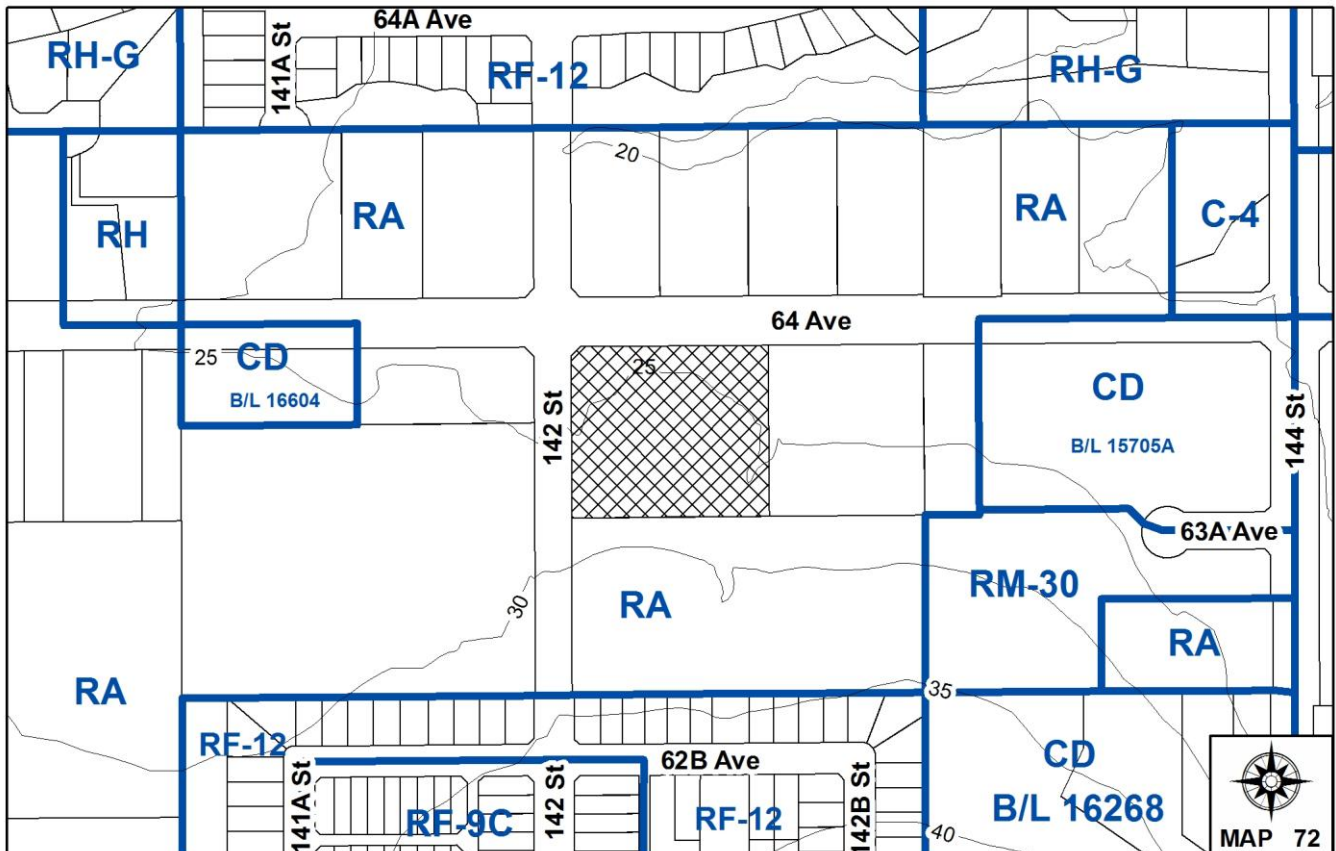 64A Ave
RH-G
141A St
RF-12
RH-G
20
RH
RA
RA
C-4
64 Ave
25
CD
B/L 16604
142 St
25
CD
B/L 15705A
144 St
63A Ave
30
RA
RM-30
RA
RA
35
RF-12
62B Ave
CD
B/L 16268
141A St
RF-9C
142 St
RF-12
142B St
40
MAP 72